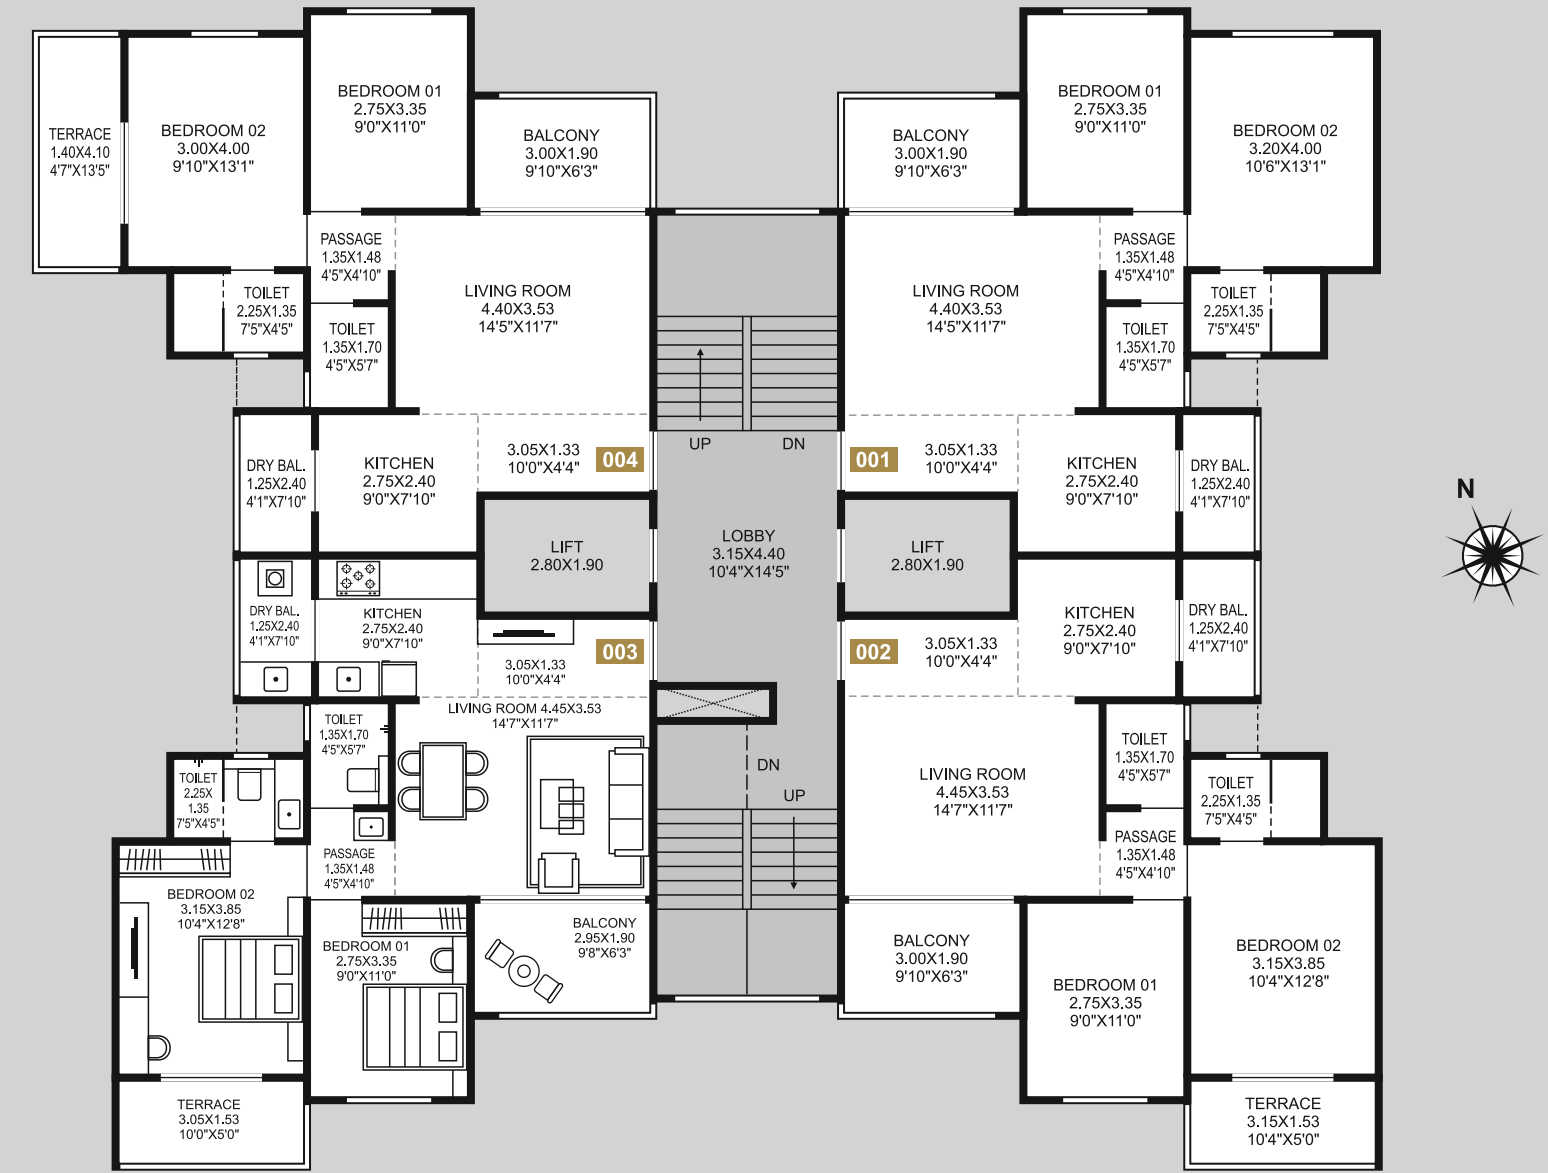 TERRACE
1.40X4.10
4'7"X13'5"
BEDROOM 02
3.00X4.00
9'10"X13'1"
BEDROOM 01
2.75X3.35
9'0"X11'0"
BALCONY
3.00X1.90
9'10"X6'3"
PASSAGE
1.35X1.48
4'5"X4'10"
TOILET
2.25X1.35
7'5"X4'5"
TOILET
1.35X1.70
4'5"X5'7"
LIVING ROOM
4.40X3.53
14'5"X11'7"
DRY BAL.
1.25X2.40
4'1"X7'10"
KITCHEN
2.75X2.40
9'0"X7'10"
3.05X1.33
10'0"X4'4"
004
LIFT
2.80X1.90
UP
DN
BALCONY
3.00X1.90
9'10"X6'3"
BEDROOM 01
2.75X3.35
9'0"X11'0"
BEDROOM 02
3.20X4.00
10'6"X13'1"
LIVING ROOM
4.40X3.53
14'5"X11'7"
PASSAGE
1.35X1.48
4'5"X4'10"
TOILET
2.25X1.35
7'5"X4'5"
TOILET
1.35X1.70
4'5"X5'7"
001
3.05X1.33
10'0"X4'4"
KITCHEN
2.75X2.40
9'0"X7'10"
DRY BAL.
1.25X2.40
4'1"X7'10"
N
LOBBY
3.15X4.40
10'4"X14'5"
LIFT
2.80X1.90
DRY BAL.
1.25X2.40
4'1"X7'10"
KITCHEN
2.75X2.40
9'0"X7'10"
3.05X1.33
10'0"X4'4"
003
LIVING ROOM 4.45X3.53
14'7"X11'7"
TOILET
1.35X1.70
4'5"X5'7"
TOILET
2.25X
1.35
7'5"X4'5"
PASSAGE
1.35X1.48
4'5"X4'10"
BEDROOM 02
3.15X3.85
10'4"X12'8"
BEDROOM 01
2.75X3.35
9'0"X11'0"
BALCONY
2.95X1.90
9'8"X6'3"
TERRACE
3.05X1.53
10'0"X5'0"
DN
UP
002
3.05X1.33
10'0"X4'4"
KITCHEN
2.75X2.40
9'0"X7'10"
DRY BAL.
1.25X2.40
4'1"X7'10"
LIVING ROOM
4.45X3.53
14'7"X11'7"
TOILET
1.35X1.70
4'5"X5'7"
TOILET
2.25X1.35
7'5"X4'5"
PASSAGE
1.35X1.48
4'5"X4'10"
BALCONY
3.00X1.90
9'10"X6'3"
BEDROOM 01
2.75X3.35
9'0"X11'0"
BEDROOM 02
3.15X3.85
10'4"X12'8"
TERRACE
3.15X1.53
10'4"X5'0"